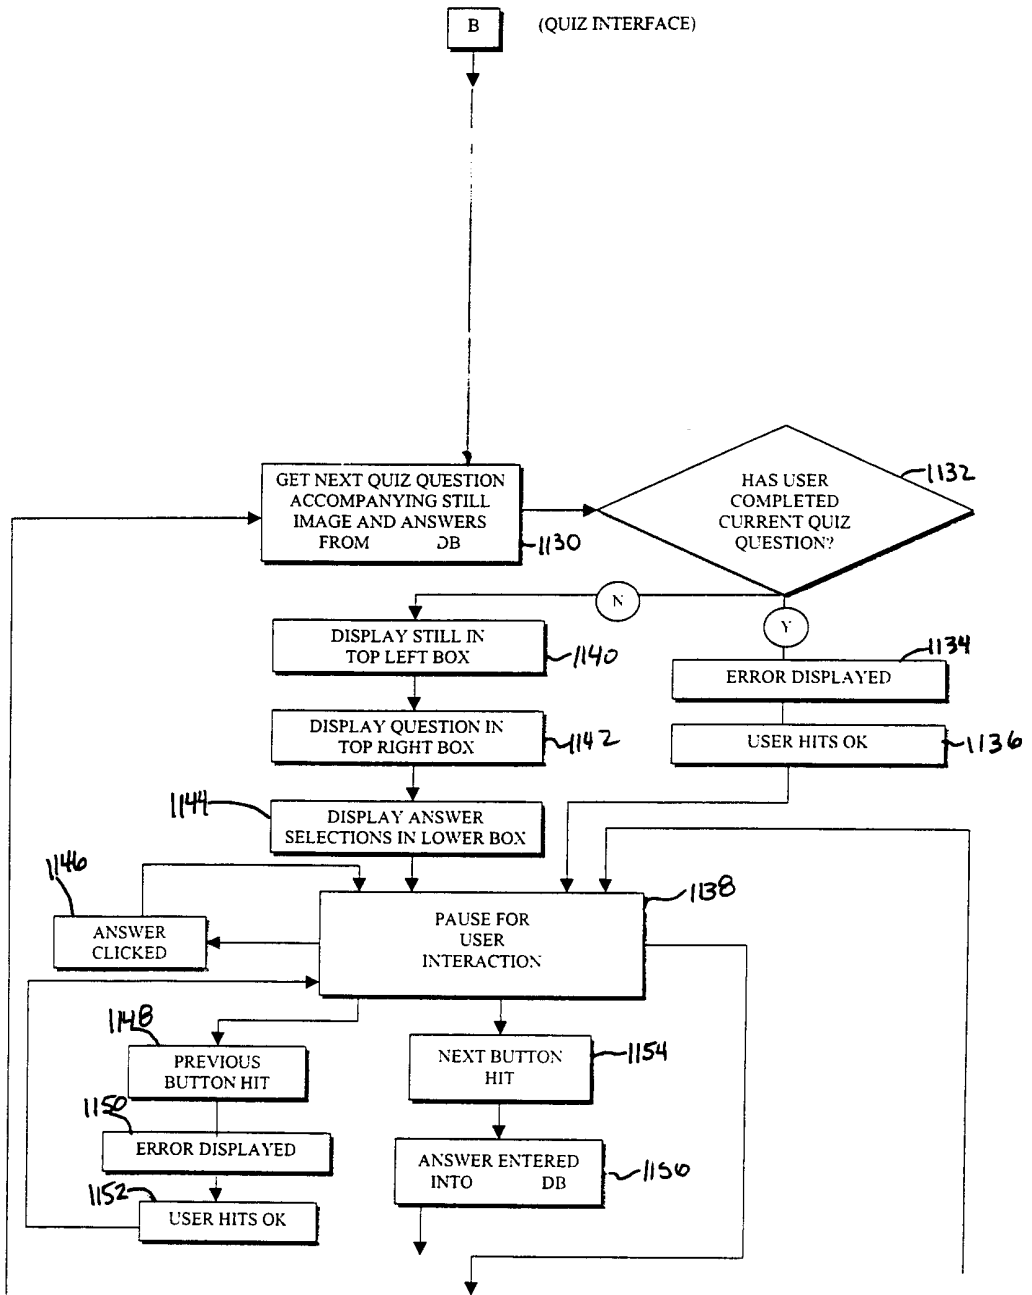 B
(QUIZ INTERFACE)
GET NEXT QUIZ QUESTION
ACCOMPANYING STILL
IMAGE AND ANSWERS
FROM DB
1130
HAS USER
COMPLETED
CURRENT QUIZ
QUESTION?
1132
N
Y
DISPLAY STILL IN
TOP LEFT BOX
1140
ERROR DISPLAYED
1134
DISPLAY QUESTION IN
TOP RIGHT BOX
1142
USER HITS OK
1136
1144
DISPLAY ANSWER
SELECTIONS IN LOWER BOX
1146
ANSWER
CLICKED
PAUSE FOR
USER
INTERACTION
1138
1148
PREVIOUS
BUTTON HIT
NEXT BUTTON
HIT
1154
1150
ERROR DISPLAYED
ANSWER ENTERED
INTO DB
1156
1152
USER HITS OK